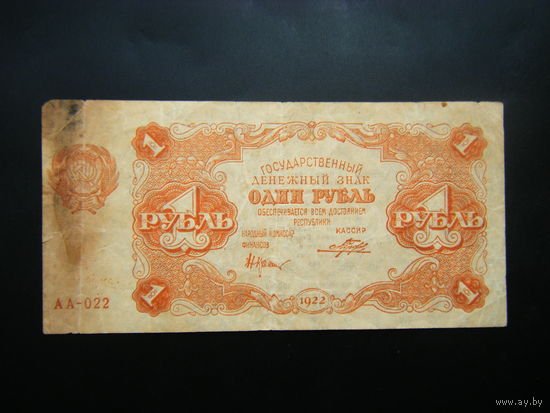 1 1
ГОСУДАРСТВЕННЫЙ
ДЕНЕЖНЫЙ ЗНАК
ОДИН РУБЛЬ
ОБЕСПЕЧИВАЕТСЯ ВСЕМ ДОСТОЯНИЕМ
РЕСПУБЛИКИ
1 РУБЛЬ 1 РУБЛЬ
НАРОДНЫЙ КОМИССАР КАССИР
ФИНАНСОВ
АА-022
1 1922 1
www.ay.by